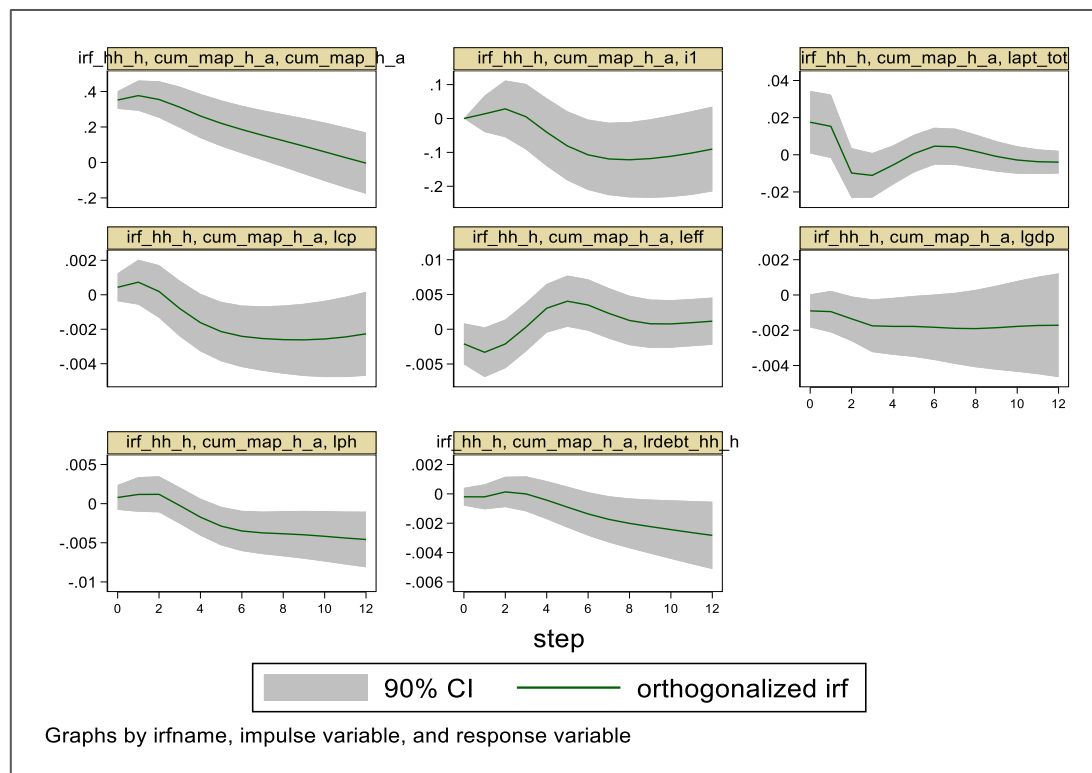 irf_hh_h, cum_map_h_a, cum_map_h_a
irf_hh_h, cum_map_h_a, i1
irf_hh_h, cum_map_h_a, lapt_tot
.4
.2
0
-.2
.1
0
-.1
-.2
.04
.02
0
-.02
irf_hh_h, cum_map_h_a, lcp
irf_hh_h, cum_map_h_a, leff
irf_hh_h, cum_map_h_a, lgdp
.002
0
-.002
-.004
.01
.005
0
-.005
.002
0
-.002
-.004
0 2 4 6 8 10 12
irf_hh_h, cum_map_h_a, lph
irf_hh_h, cum_map_h_a, lrdebt_hh_h
.005
0
-.005
-.01
0 2 4 6 8 10 12
.002
0
-.002
-.004
-.006
0 2 4 6 8 10 12
step
90% CI orthogonalized irf
Graphs by irfname, impulse variable, and response variable